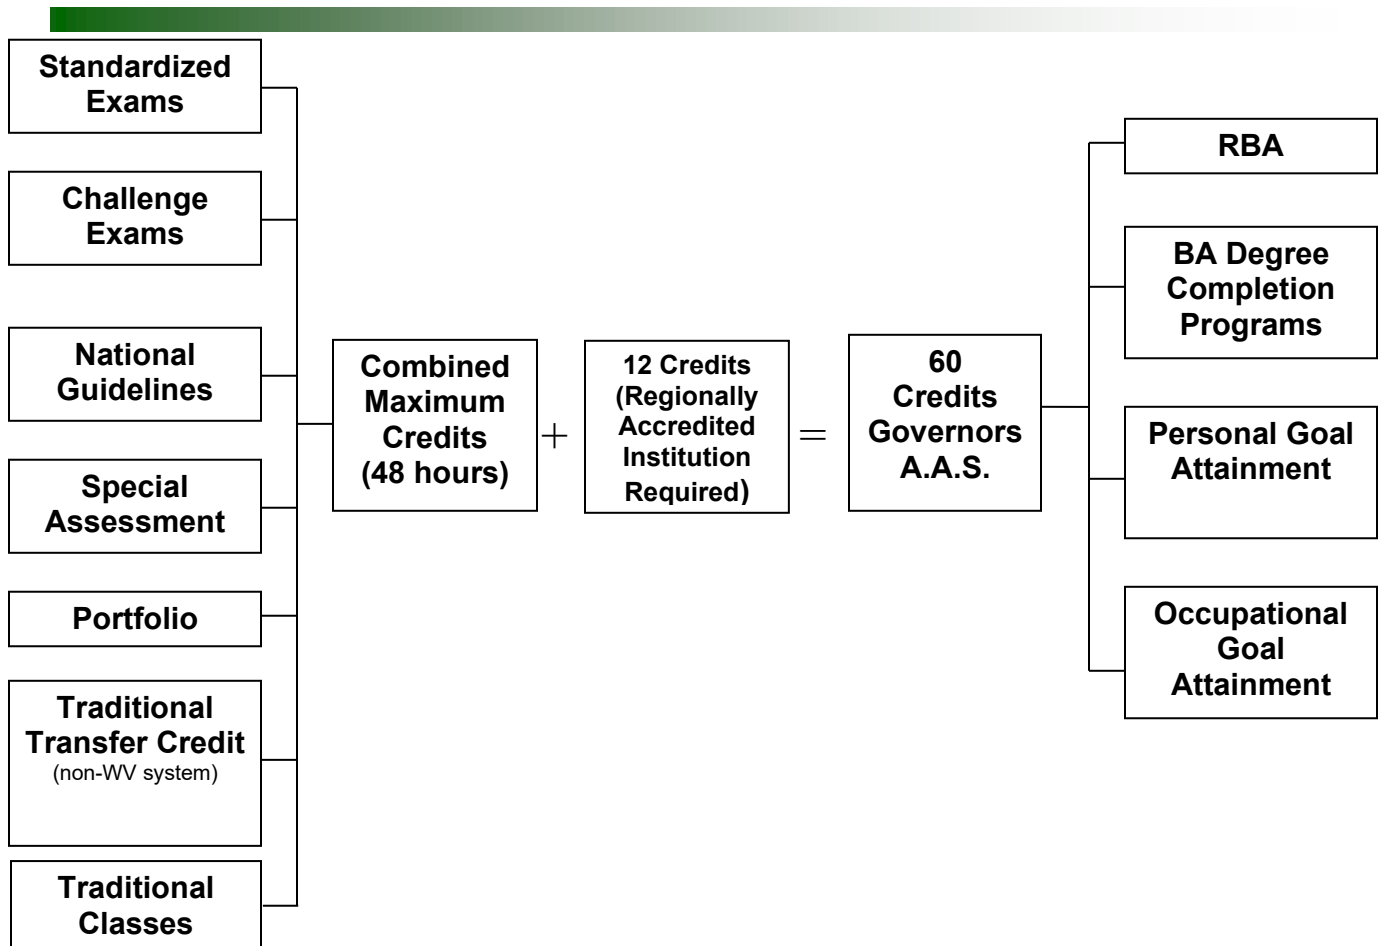 Standardized
Exams
Challenge
Exams
National
Guidelines
Special
Assessment
Portfolio
Traditional
Transfer Credit
(non-WV system)
Traditional
Classes
Combined
Maximum
Credits
(48 hours)
+
12 Credits
(Regionally
Accredited
Institution
Required)
=
60
Credits
Governors
A.A.S.
RBA
BA Degree
Completion
Programs
Personal Goal
Attainment
Occupational
Goal
Attainment